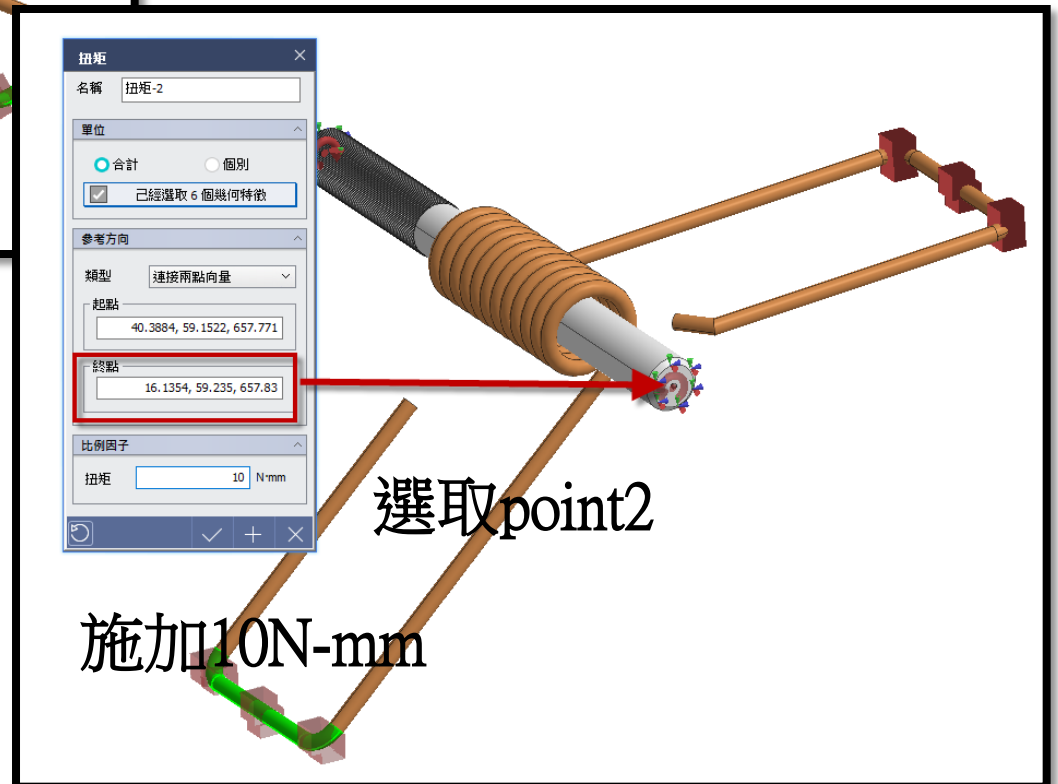 扭矩
名稱 扭矩-2
單位
合計 個別
已經選取 6 個幾何特徵
參考方向
類型 連接兩點向量
起點
40.3884, 59.1522, 657.771
終點
16.1354, 59.235, 657.83
比例因子
扭矩 10 N·mm
選取point2
施加10N-mm